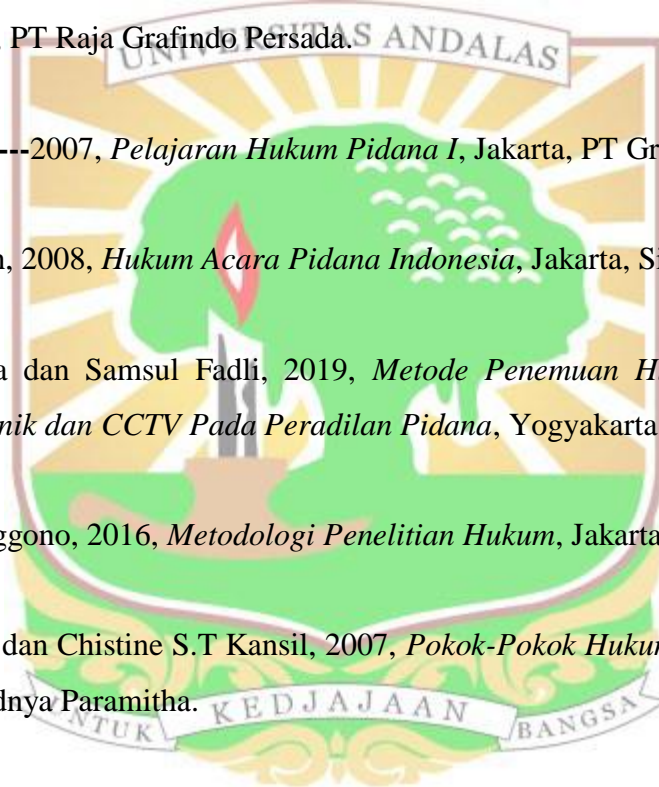 PT Raja Grafindo Persada.
UNIVERSITAS ANDALAS
---2007, Pelajaran Hukum Pidana I, Jakarta, PT Gr
n, 2008, Hukum Acara Pidana Indonesia, Jakarta, Si
a dan Samsul Fadli, 2019, Metode Penemuan H
nik dan CCTV Pada Peradilan Pidana, Yogyakarta
ggono, 2016, Metodologi Penelitian Hukum, Jakarta
dan Chistine S.T Kansil, 2007, Pokok-Pokok Hukum
dnya Paramitha.
UNTUK KEDJAJAAN BANGSA